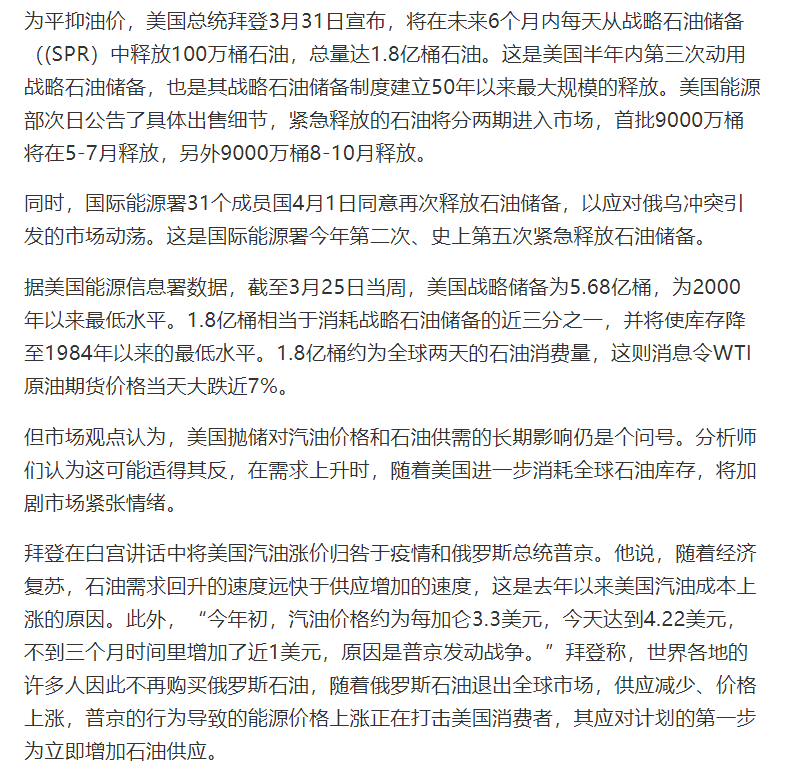 为平抑油价，美国总统拜登3月31日宣布，将在未来6个月内每天从战略石油储备
（(SPR）中释放100万桶石油，总量达1.8亿桶石油。这是美国半年内第三次动用
战略石油储备，也是其战略石油储备制度建立50年以来最大规模的释放。美国能源
部次日公告了具体出售细节，紧急释放的石油将分两期进入市场，首批9000万桶
将在5-7月释放，另外9000万桶8-10月释放。
同时，国际能源署31个成员国4月1日同意再次释放石油储备，以应对俄乌冲突引
发的市场动荡。这是国际能源署今年第二次、史上第五次紧急释放石油储备。
据美国能源信息署数据，截至3月25日当周，美国战略储备为5.68亿桶，为2000
年以来最低水平。1.8亿桶相当于消耗战略石油储备的近三分之一，并将使库存降
至1984年以来的最低水平。1.8亿桶约为全球两天的石油消费量，这则消息令WTI
原油期货价格当天大跌近7%。
但市场观点认为，美国抛储对汽油价格和石油供需的长期影响仍是个问号。分析师
们认为这可能适得其反，在需求上升时，随着美国进一步消耗全球石油库存，将加
剧市场紧张情绪。
拜登在白宫讲话中将美国汽油涨价归咎于疫情和俄罗斯总统普京。他说，随着经济
复苏，石油需求回升的速度远快于供应增加的速度，这是去年以来美国汽油成本上
涨的原因。此外，“今年初，汽油价格约为每加仑3.3美元，今天达到4.22美元，
不到三个月时间里增加了近1美元，原因是普京发动战争。”拜登称，世界各地的
许多人因此不再购买俄罗斯石油，随着俄罗斯石油退出全球市场，供应减少、价格
上涨，普京的行为导致的能源价格上涨正在打击美国消费者，其应对计划的第一步
为立即增加石油供应。